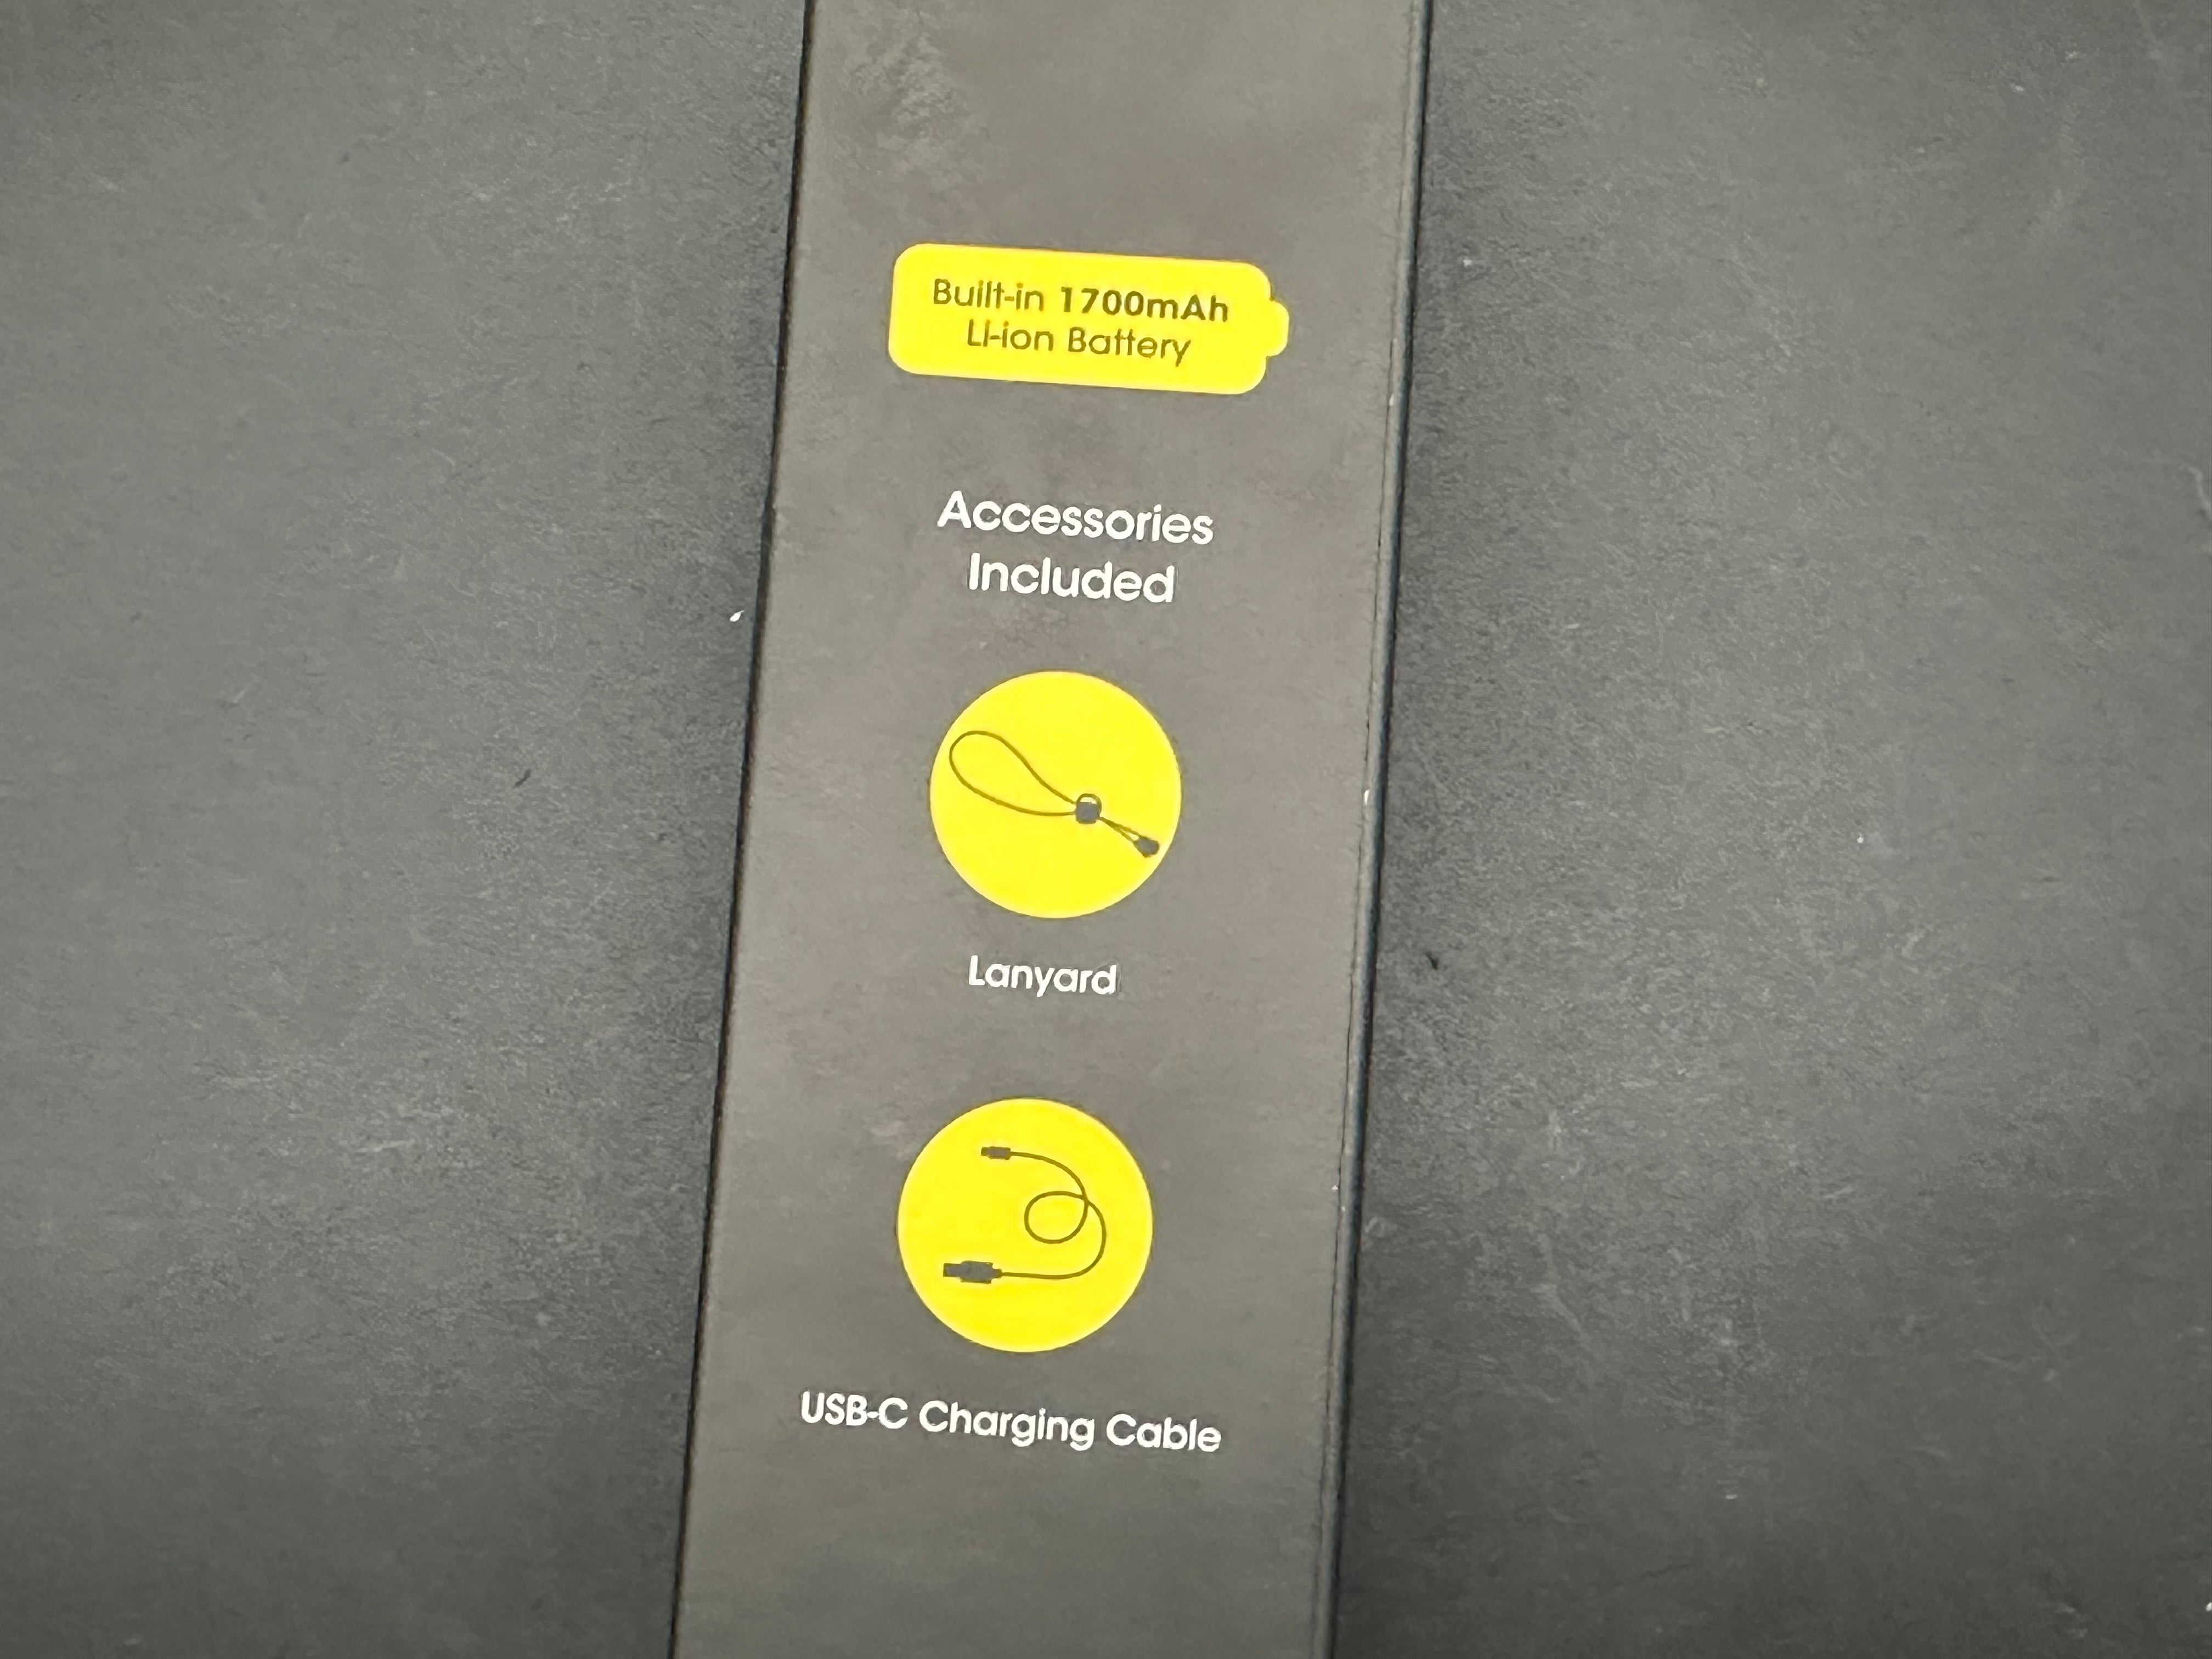 Built-in 1700mAh
Li-ion Battery
Accessories
Included
Lanyard
USB-C Charging Cable